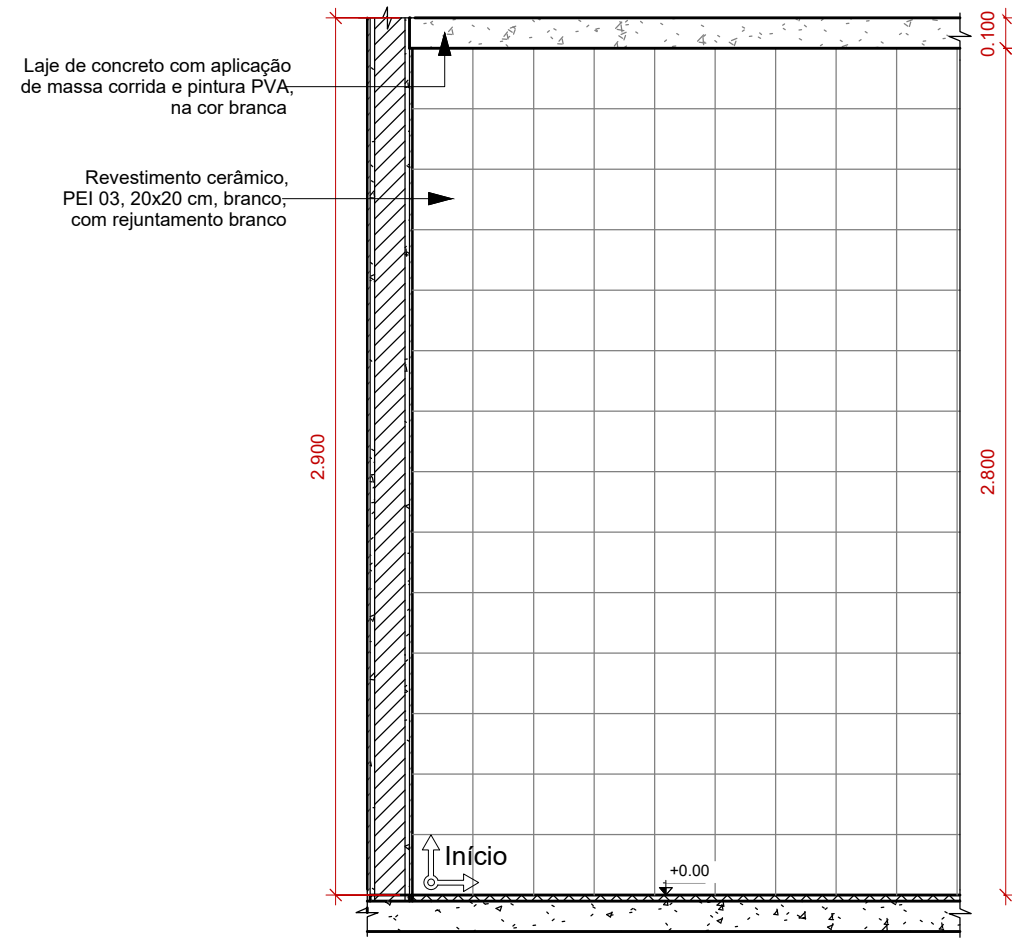 0.100
Laje de concreto com aplicação
de massa corrida e pintura PVA,
na cor branca
Revestimento cerâmico,
PEI 03, 20x20 cm, branco,
com rejuntamento branco
2.900
2.800
Início
+0.00